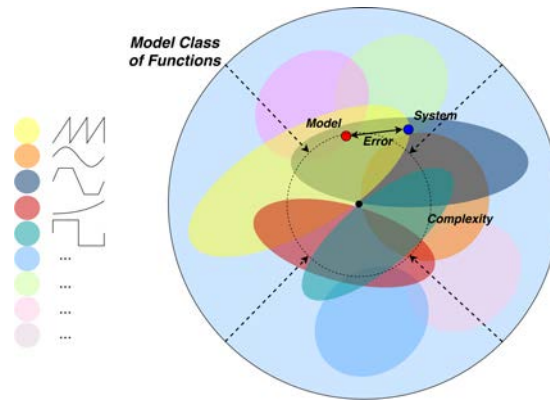 Model Class
of Functions
System
Model
Error
Complexity
...
...
...
...